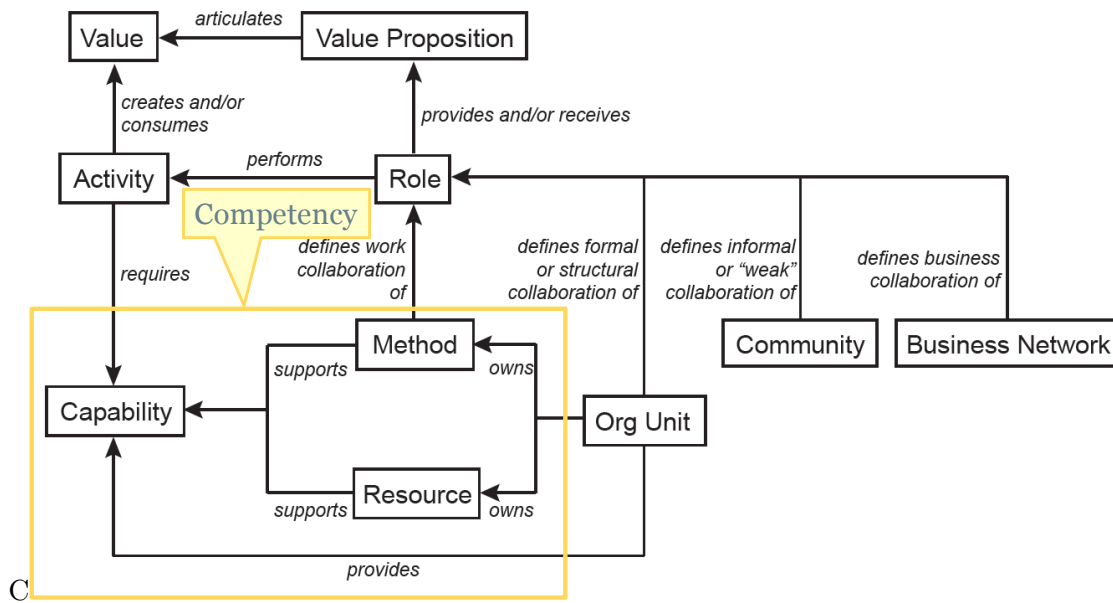 articulates
Value
Value Proposition
creates and/or
consumes
provides and/or receives
performs
Activity
Role
Competency
defines work
collaboration
of
defines formal
or structural
collaboration of
defines informal
or “weak”
collaboration of
defines business
collaboration of
requires
Method
Community
Business Network
supports
owns
Capability
Org Unit
Resource
supports
owns
provides
C